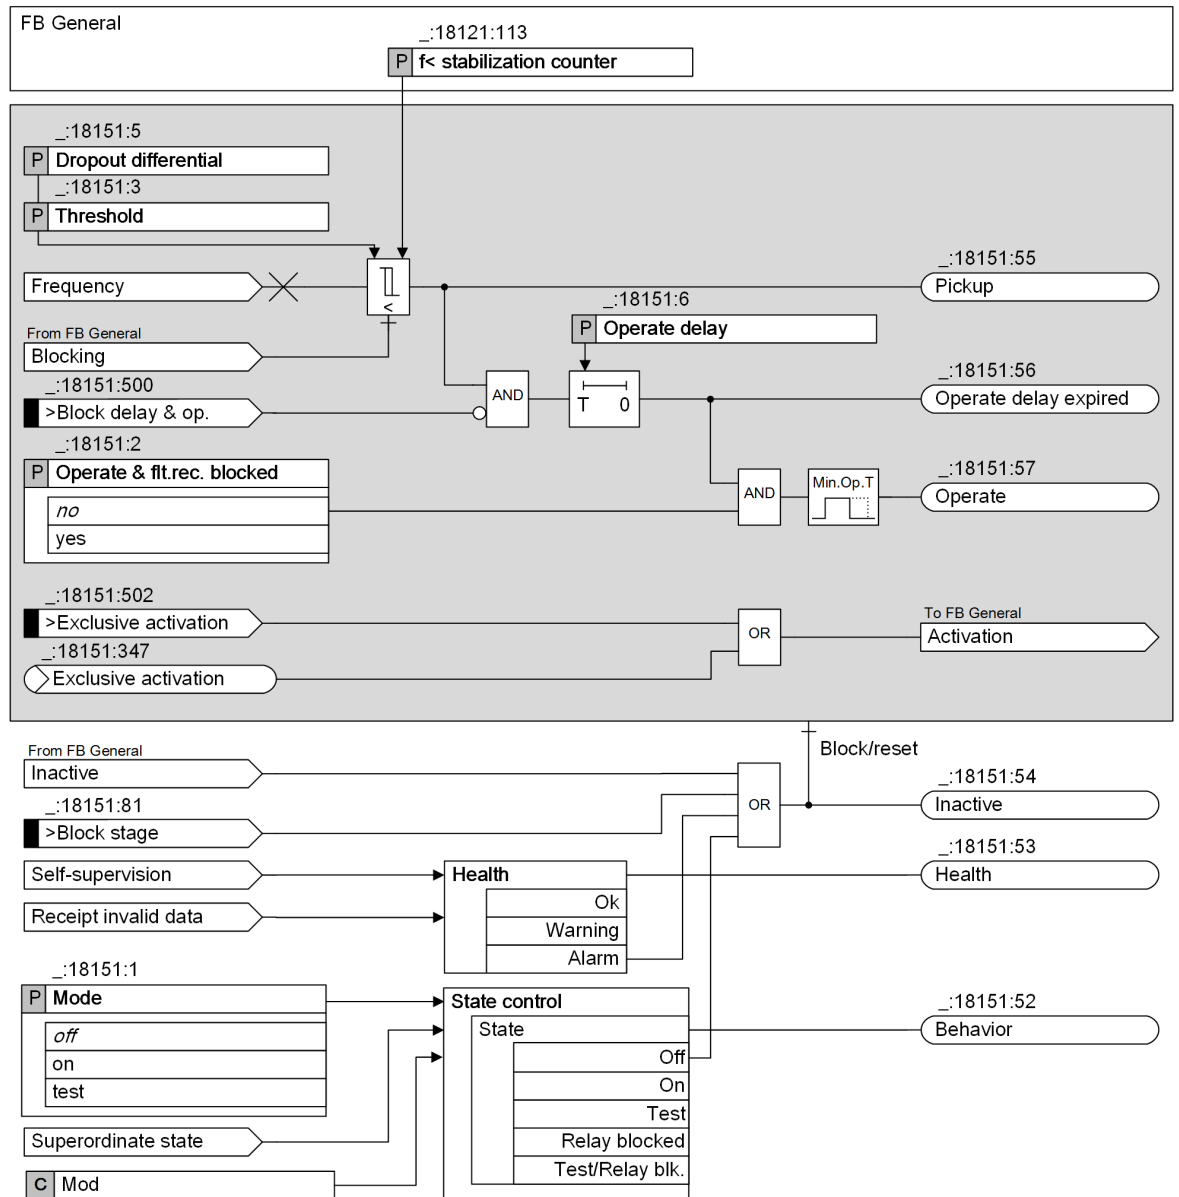 FB General
_:18121:113
P f< stabilization counter
_:18151:5
P Dropout differential
_:18151:3
P Threshold
Frequency
<
_:18151:55
Pickup
_:18151:6
P Operate delay
From FB General
Blocking
_:18151:500
>Block delay & op.
AND
T 0
_:18151:56
Operate delay expired
_:18151:2
P Operate & flt.rec. blocked
no
yes
AND
Min.Op.T
_:18151:57
Operate
_:18151:502
>Exclusive activation
_:18151:347
Exclusive activation
OR
To FB General
Activation
Block/reset
From FB General
Inactive
_:18151:81
>Block stage
OR
_:18151:54
Inactive
Self-supervision
Receipt invalid data
Health
Ok
Warning
Alarm
_:18151:53
Health
_:18151:1
P Mode
off
on
test
Superordinate state
C Mod
State control
State
Off
On
Test
Relay blocked
Test/Relay blk.
_:18151:52
Behavior